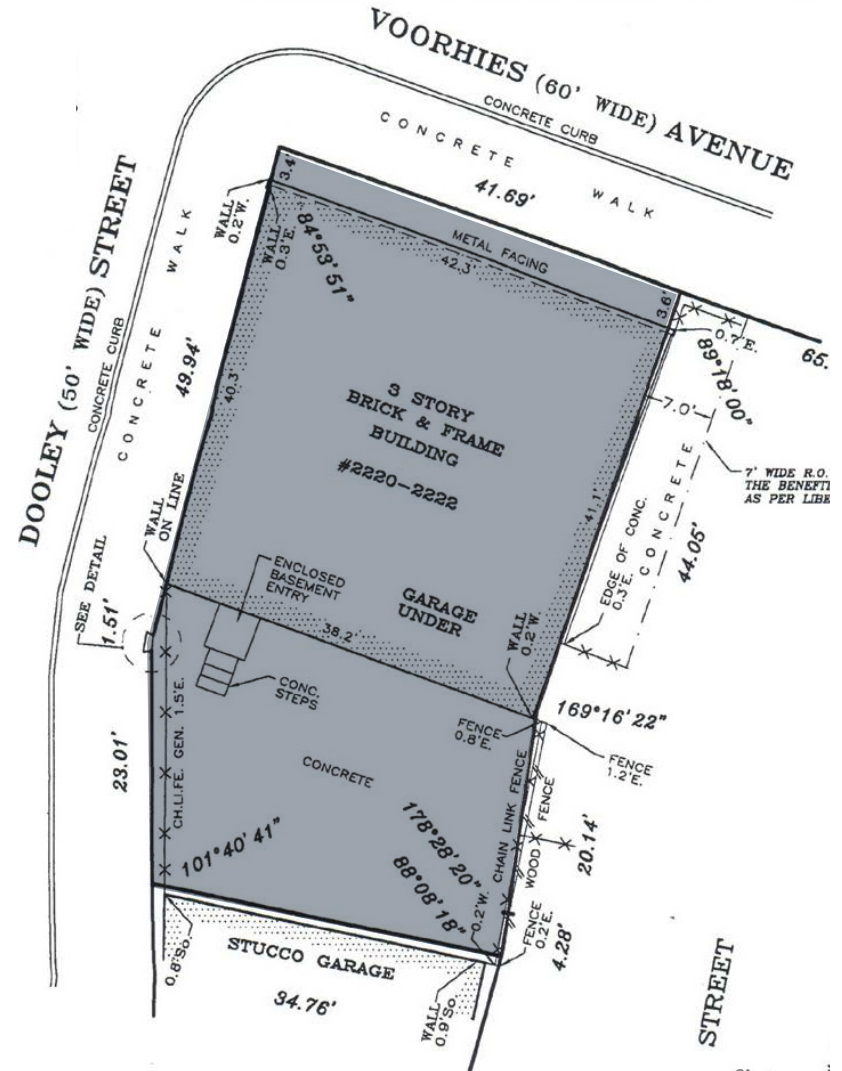 VOORHIES (60' WIDE) AVENUE
CONCRETE CURB
CONCRETE WALK
41.69'
DOOLEY (50' WIDE) STREET
CONCRETE CURB
CONCRETE WALK
49.94'
WALL
0.2'W.
WALL
0.3'E.
3.4'
84°53'51"
METAL FACING
42.3'
3.6'
0.7'E.
89°18'00"
65.
7.0'
7' WIDE R.O.
THE BENEFI
AS PER LIBE
40.3'
3 STORY
BRICK & FRAME
BUILDING
#2220-2222
41.1'
EDGE OF CONC.
0.3'E.
CONCRETE
44.05'
WALL
ON LINE
SEE DETAIL
1.51'
ENCLOSED
BASEMENT
ENTRY
GARAGE
UNDER
38.2'
WALL
0.2'W.
CONC.
STEPS
169°16'22"
FENCE
0.8'E.
FENCE
1.2'E.
23.01'
CH.LI.FE. GEN. 1.5'E.
CONCRETE
CHAIN LINK FENCE
WOOD FENCE
20.14'
101°40'41"
178°28'20"
88°08'18"
0.2'W.
FENCE
0.2'E.
4.28'
0.8'So.
STUCCO GARAGE
34.76'
WALL
0.9'So.
STREET